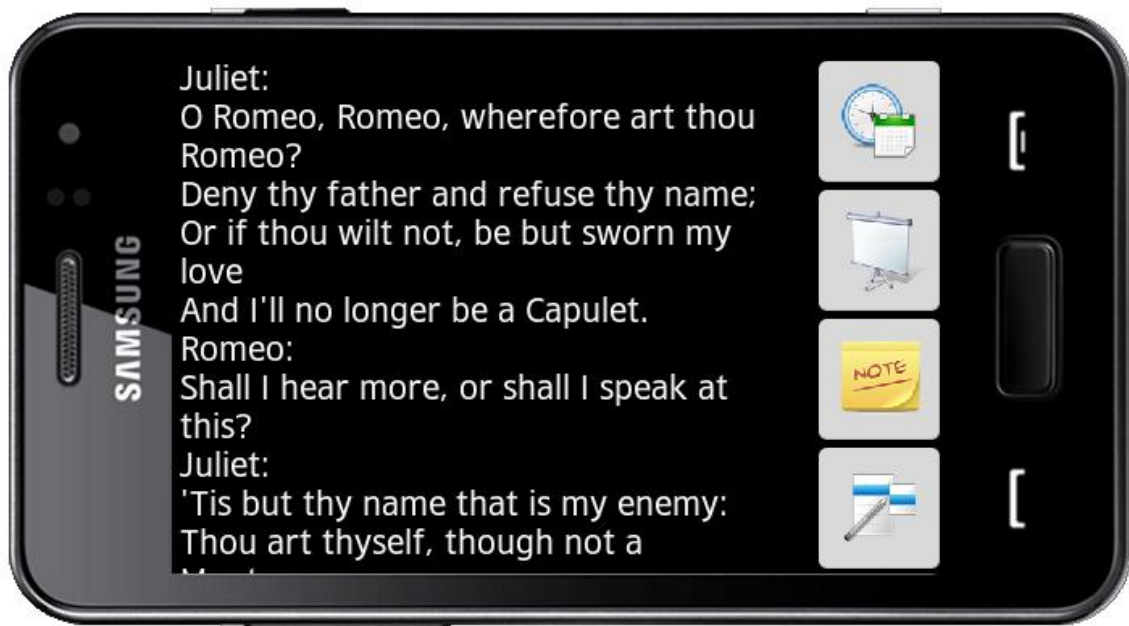 Juliet:
O Romeo, Romeo, wherefore art thou
Romeo?
Deny thy father and refuse thy name;
Or if thou wilt not, be but sworn my
love
And I'll no longer be a Capulet.
Romeo:
Shall I hear more, or shall I speak at
this?
Juliet:
'Tis but thy name that is my enemy:
Thou art thyself, though not a
NOTE
SAMSUNG